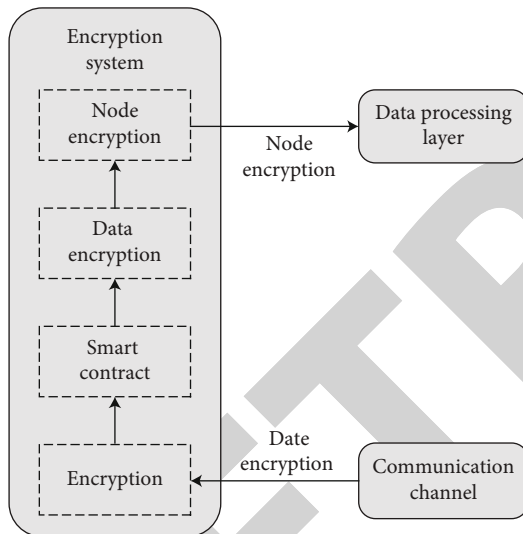 Encryption
system
Node
encryption
Data processing
layer
Node
encryption
Data
encryption
Smart
contract
Date
encryption
Encryption
Communication
channel